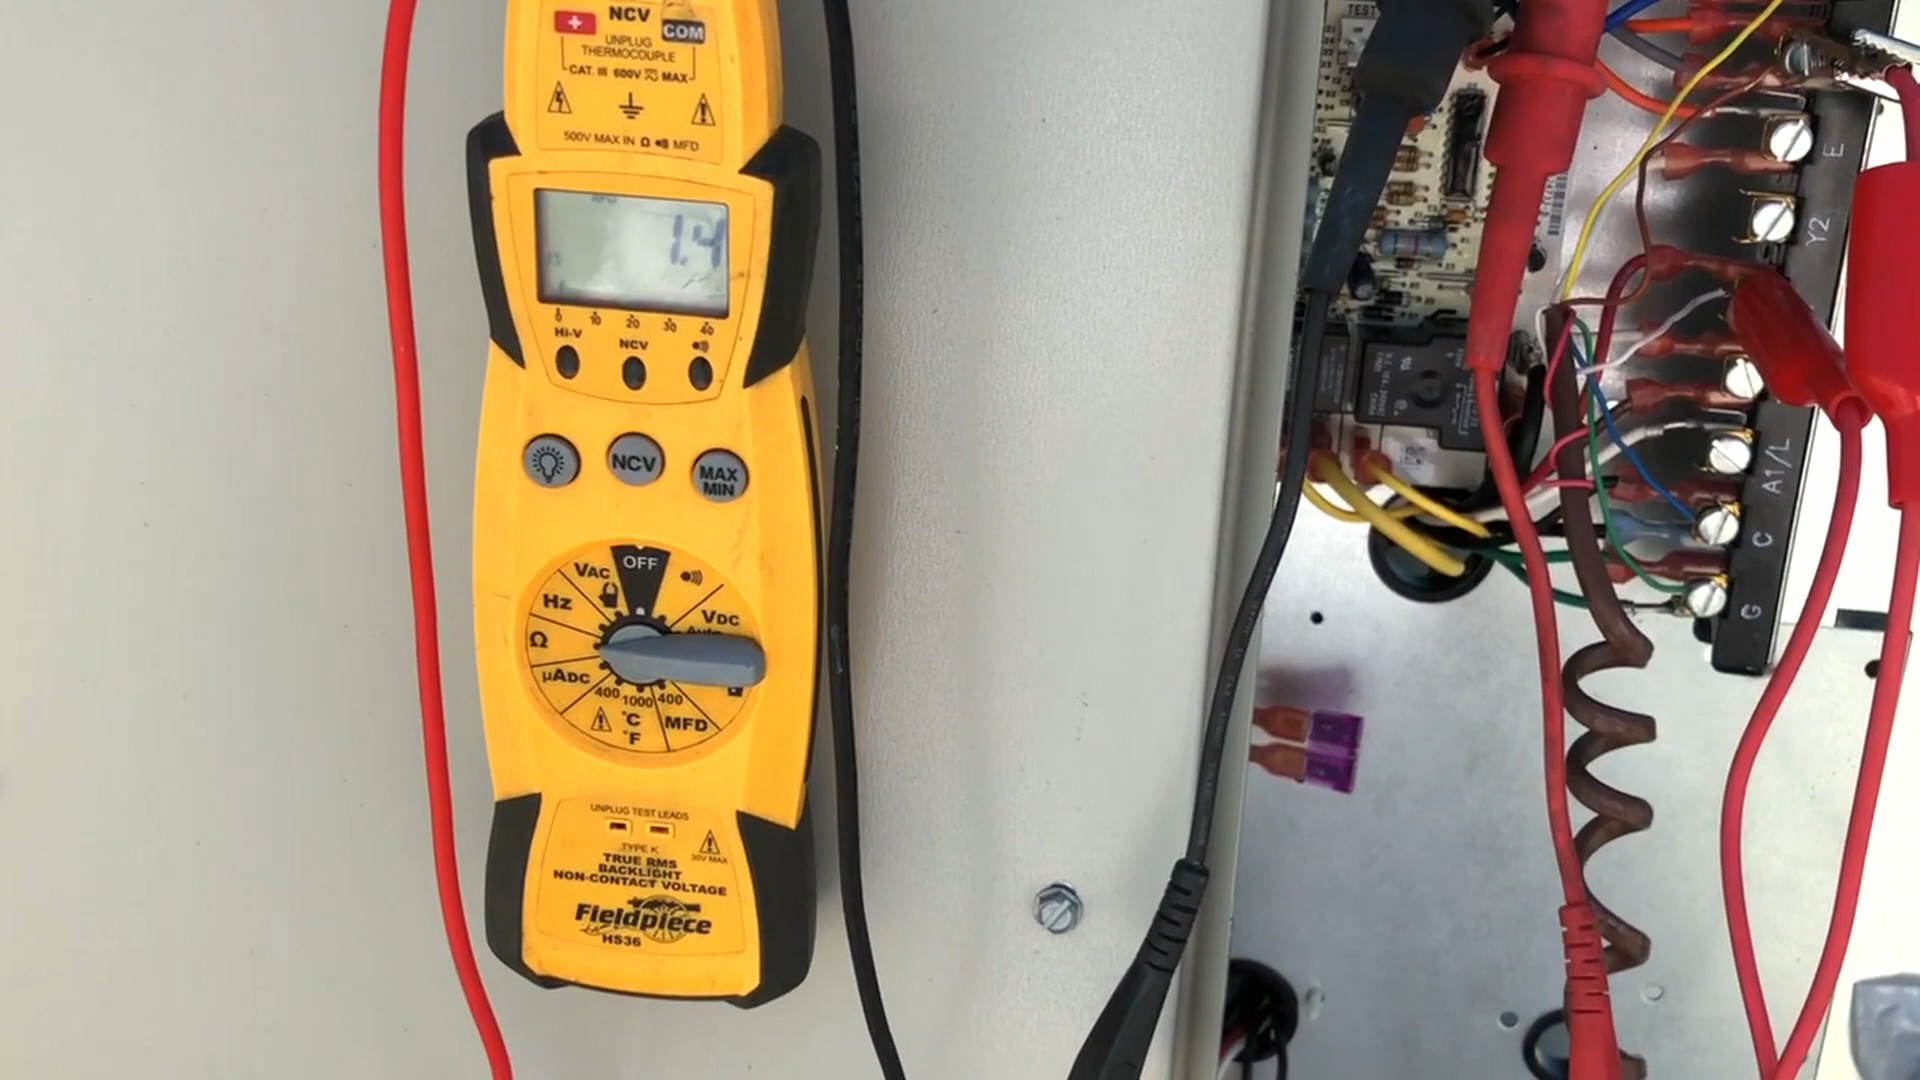 NCV
COM
UNPLUG
THERMOCOUPLE
CAT. III 600V MAX
500V MAX IN Ω MFD
1.4
0 10 20 30 40
Hi-V
NCV
NCV
MAX
MIN
OFF
VAC
Hz
Ω
µADC
400
1000
400
°C
°F
MFD
VDC
Auto
UNPLUG TEST LEADS
TYPE K
30V MAX
TRUE RMS
BACKLIGHT
NON-CONTACT VOLTAGE
Fieldpiece
HS36
TEST
E
Y2
A1/L
C
G